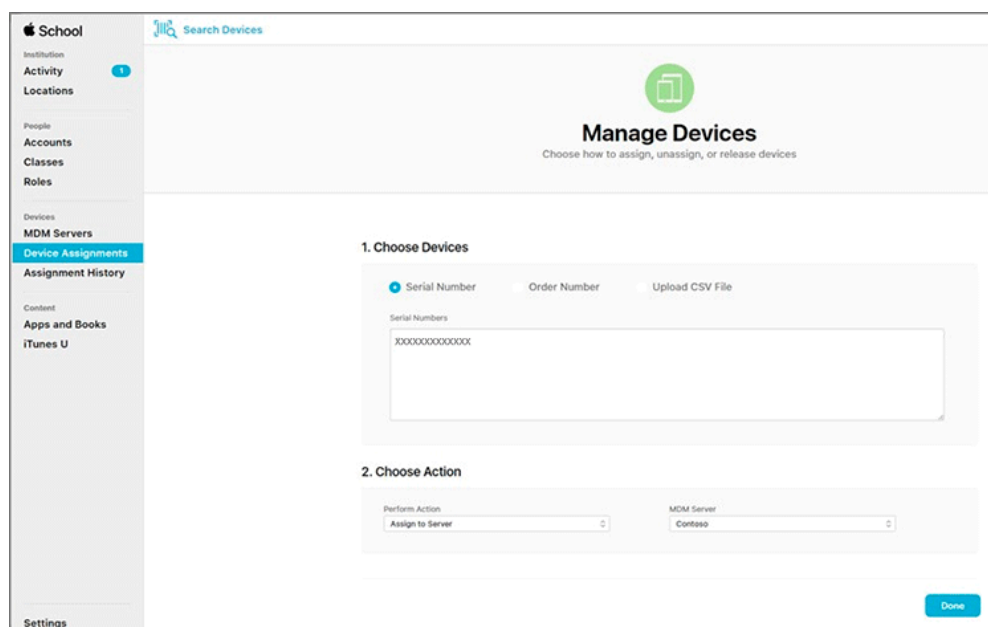 School
Institution
Activity
1
Locations
People
Accounts
Classes
Roles
Devices
MDM Servers
Device Assignments
Assignment History
Content
Apps and Books
iTunes U
Settings
Search Devices
Manage Devices
Choose how to assign, unassign, or release devices
1. Choose Devices
Serial Number Order Number Upload CSV File
Serial Numbers
XXXXXXXXXXXXX
2. Choose Action
Perform Action MDM Server
Assign to Server Contoso
Done